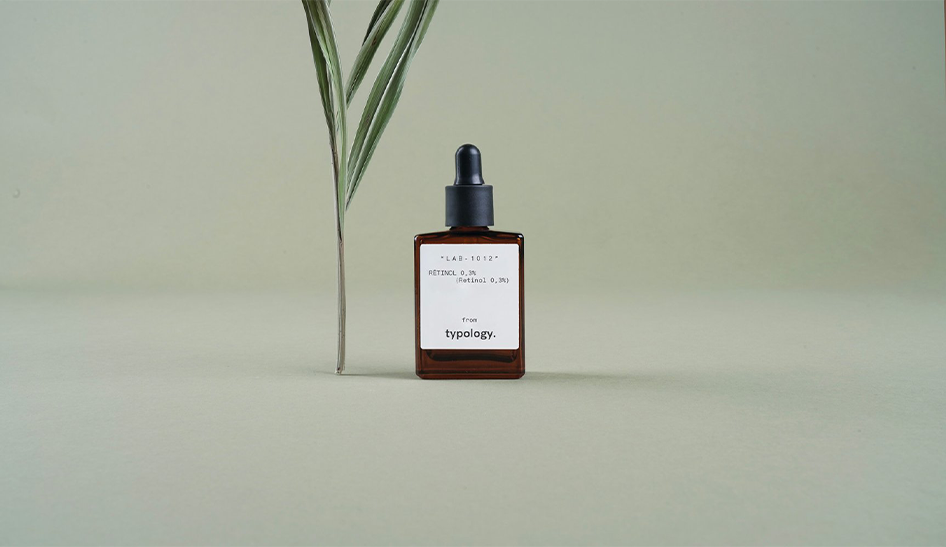 "LAB-1012"
RÉTINOL 0,3%
(Retinol 0,3%)
from
typology.